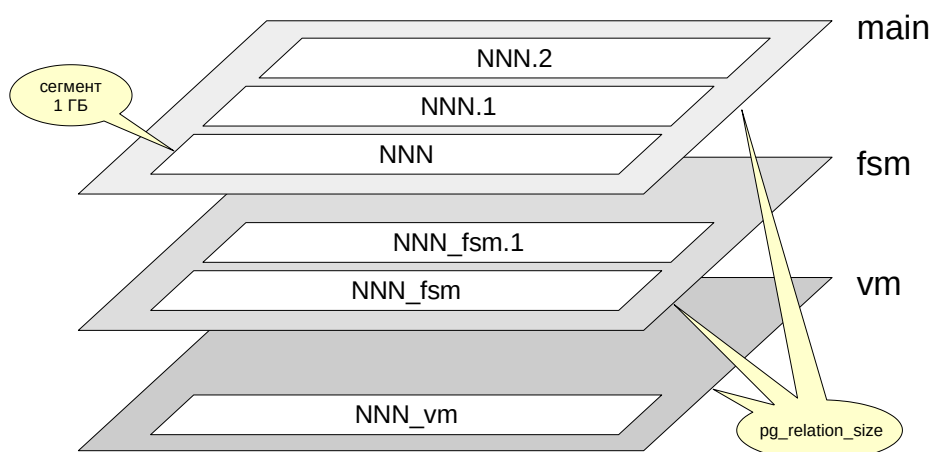 main
NNN.2
сегмент
1 ГБ
NNN.1
NNN
fsm
NNN_fsm.1
NNN_fsm
vm
NNN_vm
pg_relation_size